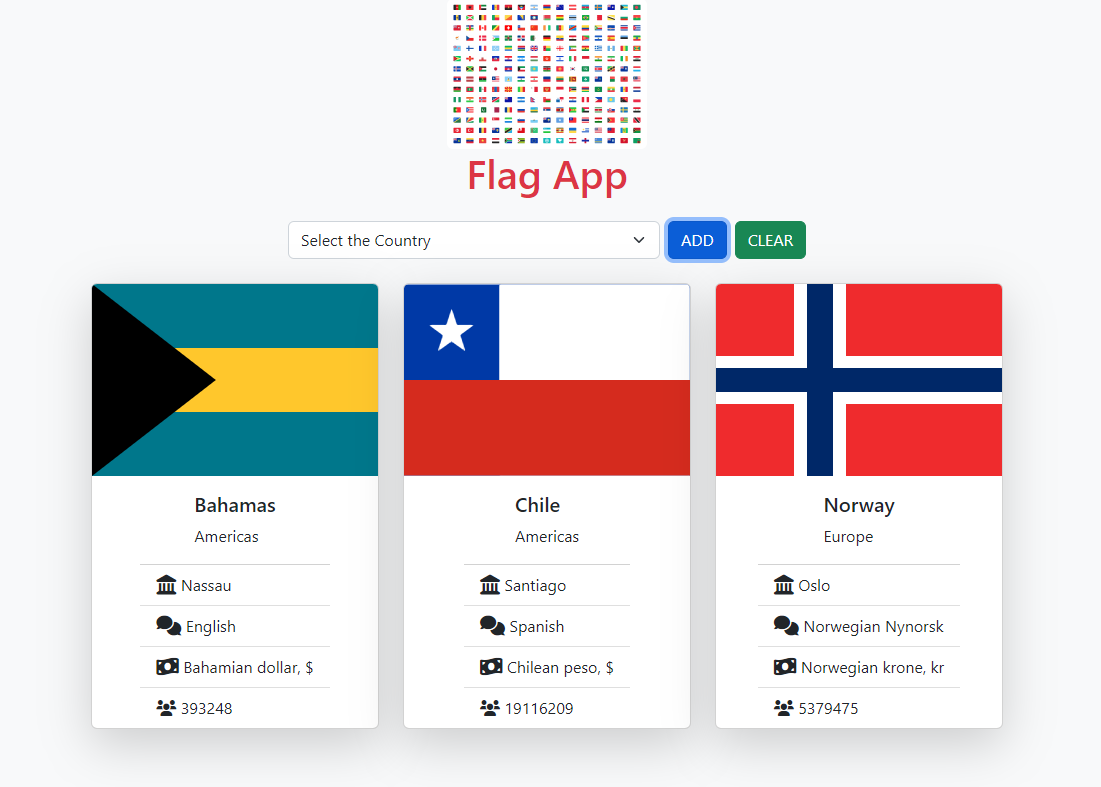 Flag App
Select the Country
ADD
CLEAR
Bahamas
Americas
Nassau
English
Bahamian dollar, $
393248
Chile
Americas
Santiago
Spanish
Chilean peso, $
19116209
Norway
Europe
Oslo
Norwegian Nynorsk
Norwegian krone, kr
5379475